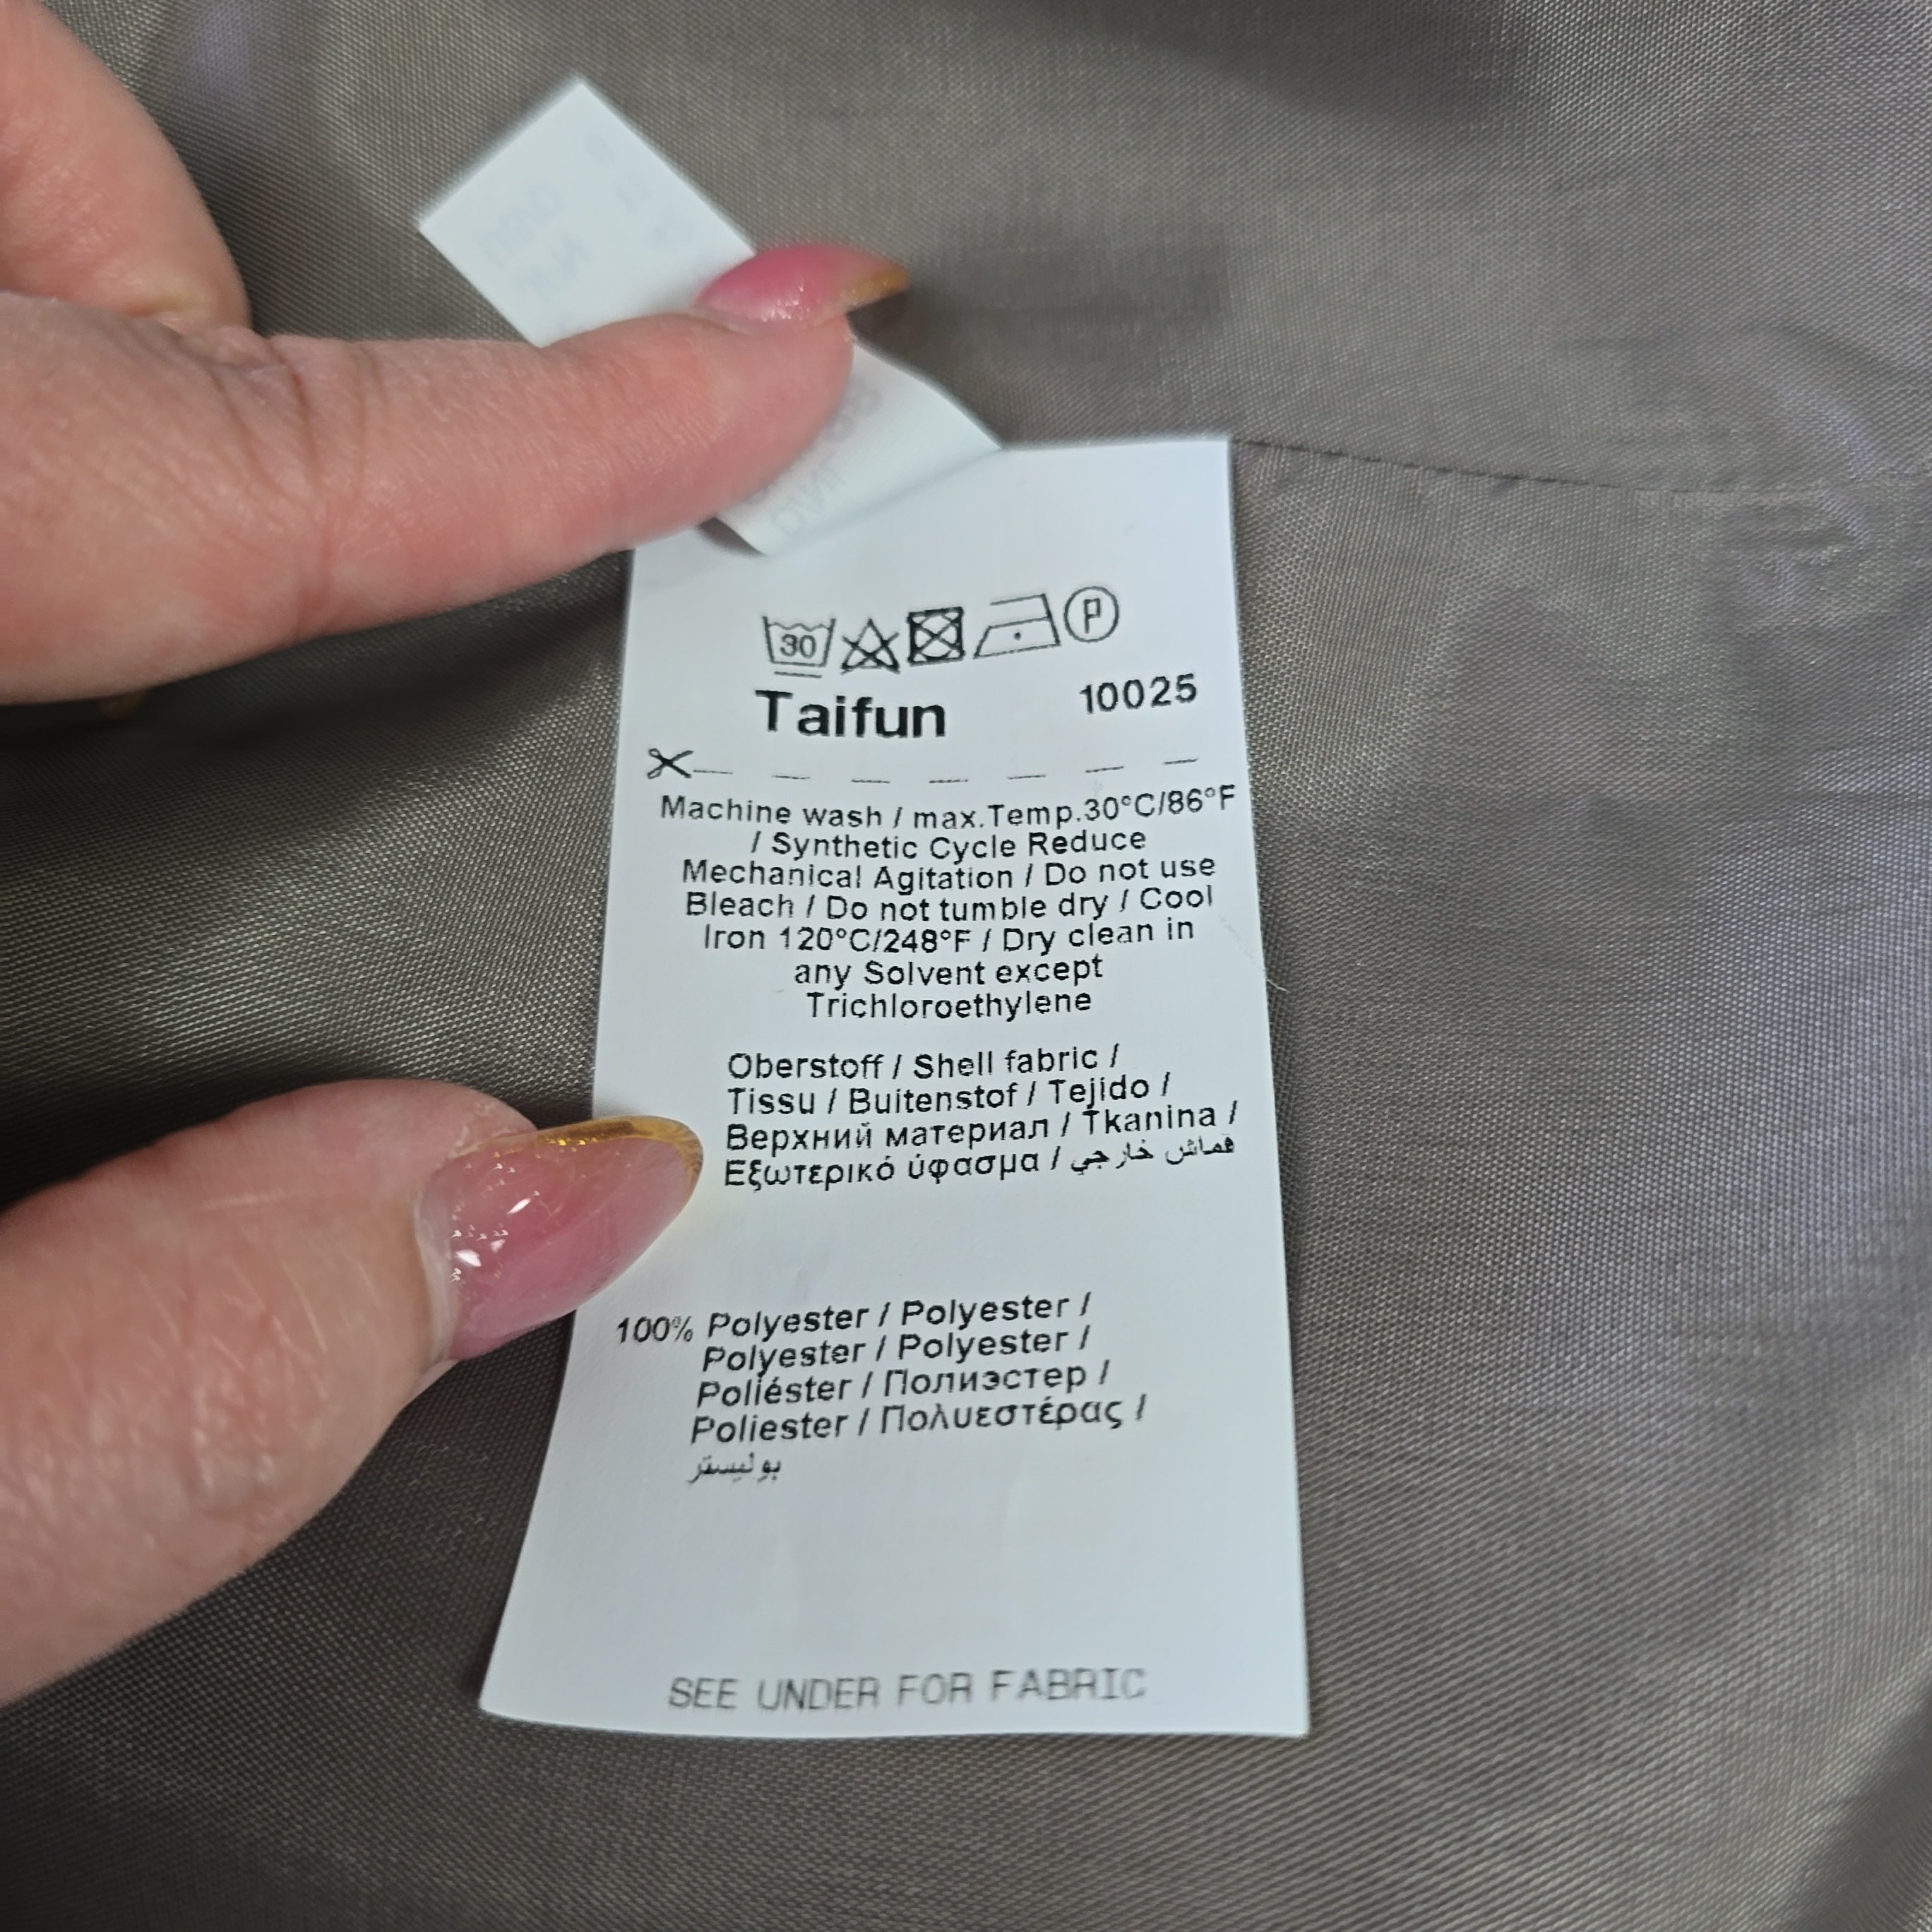 30 P
Taifun 10025
Machine wash / max.Temp.30°C/86°F
/ Synthetic Cycle Reduce
Mechanical Agitation / Do not use
Bleach / Do not tumble dry / Cool
Iron 120°C/248°F / Dry clean in
any Solvent except
Trichloroethylene
Oberstoff / Shell fabric /
Tissu / Buitenstof / Tejido /
Верхний материал / Tkanina /
Εξωτερικό ύφασμα / قماش خارجي
100% Polyester / Polyester /
Polyester / Polyester /
Poliéster / Полиэстер /
Poliester / Πολυεστέρας /
بوليستر
SEE UNDER FOR FABRIC